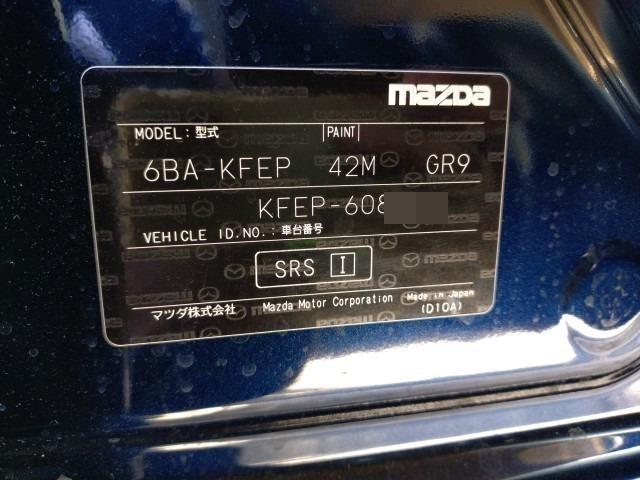 mazda
MODEL: 型式 PAINT
6BA-KFEP 42M GR9
KFEP-608
VEHICLE ID.NO.: 車台番号
SRS I
マツダ株式会社 Mazda Motor Corporation Made in Japan
(D10A)